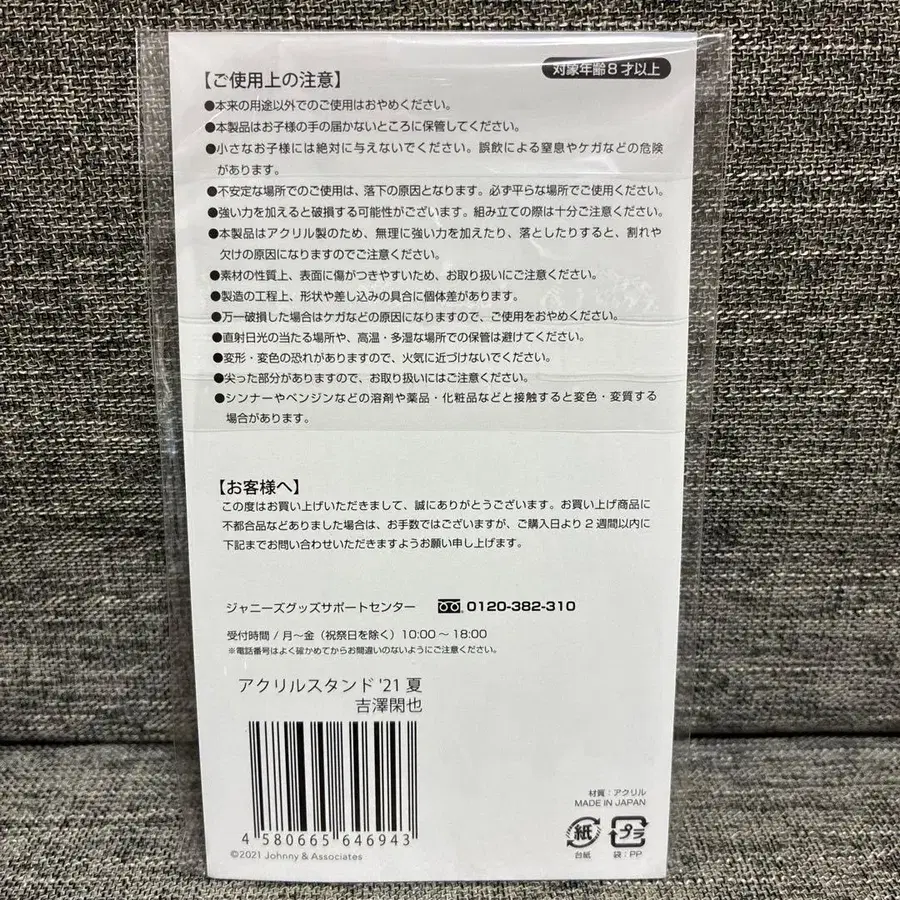 【ご使用上の注意】
対象年齢8才以上
●本来の用途以外でのご使用はおやめください。
●本製品はお子様の手の届かないところに保管してください。
●小さなお子様には絶対に与えないでください。誤飲による窒息やケガなどの危険
があります。
●不安定な場所でのご使用は、落下の原因となります。必ず平らな場所でご使用ください。
●強い力を加えると破損する可能性がございます。組み立ての際は十分ご注意ください。
●本製品はアクリル製のため、無理に強い力を加えたり、落としたりすると、割れや
欠けの原因になりますのでご注意ください。
●素材の性質上、表面に傷がつきやすいため、お取り扱いにご注意ください。
●製造の工程上、形状や差し込みの具合に個体差があります。
●万一破損した場合はケガなどの原因になりますので、ご使用をおやめください。
●直射日光の当たる場所や、高温・多湿な場所での保管は避けてください。
●変形・変色の恐れがありますので、火気に近づけないでください。
●尖った部分がありますので、お取り扱いにはご注意ください。
●シンナーやベンジンなどの溶剤や薬品・化粧品などと接触すると変色・変質する
場合があります。
【お客様へ】
この度はお買い上げいただきまして、誠にありがとうございます。お買い上げ商品に
不都合品などありました場合は、お手数ではございますが、ご購入日より2週間以内に
下記までお問い合わせいただきますようお願い申し上げます。
ジャニーズグッズサポートセンター 0120-382-310
受付時間 / 月～金（祝祭日を除く）10:00～18:00
※電話番号はよく確かめてからお間違いのないようにご注意ください。
アクリルスタンド '21 夏
吉澤閑也
4 580665 646943
©2021 Johnny & Associates
材質：アクリル
MADE IN JAPAN
紙 プラ
台紙 袋：PP